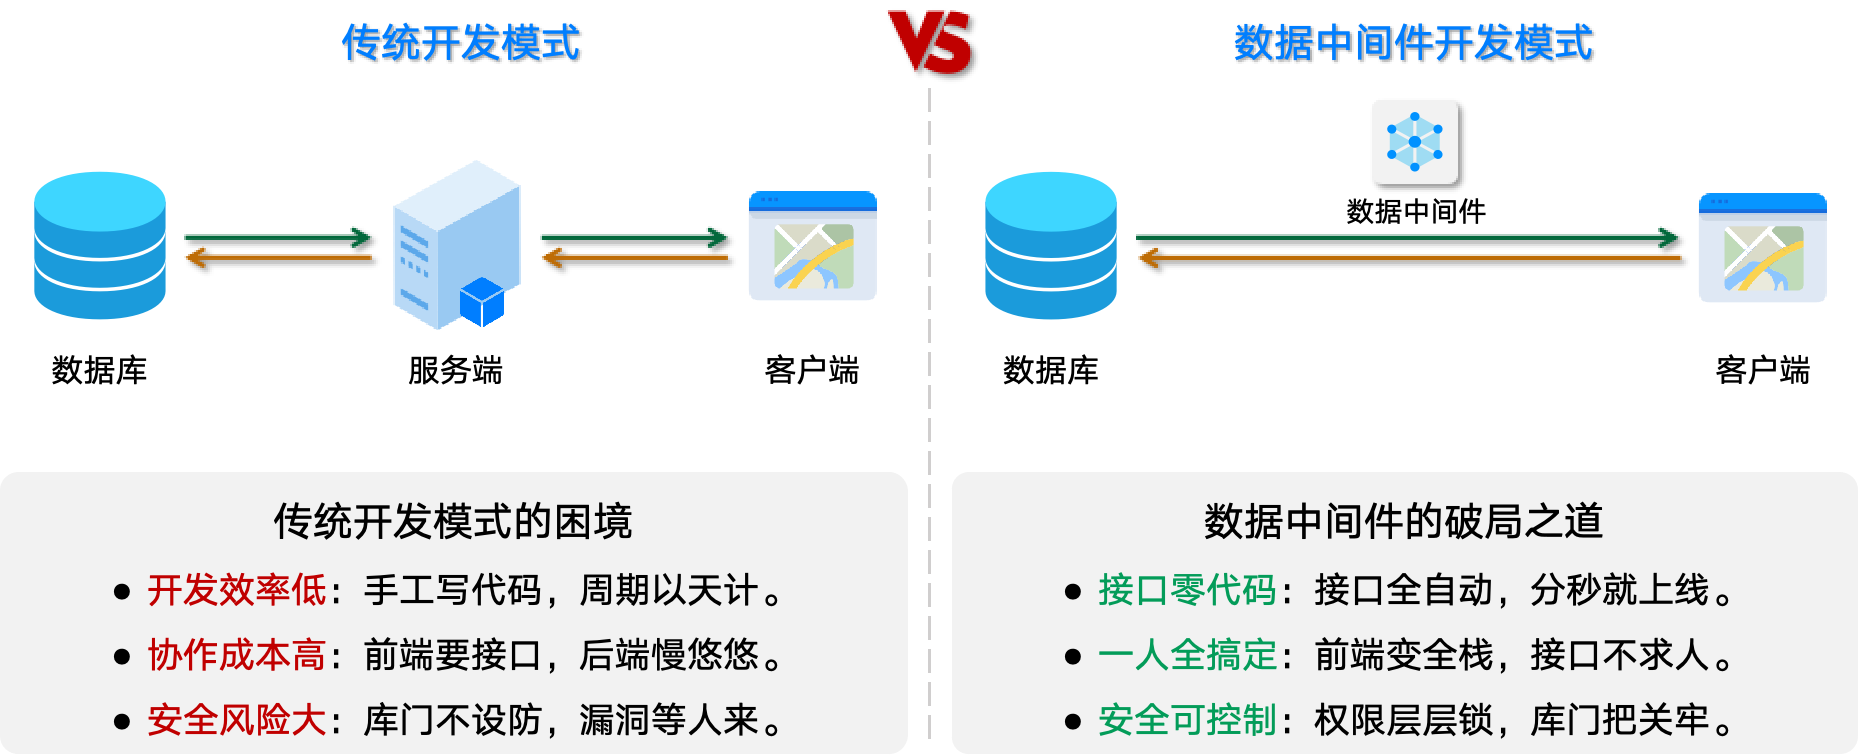 传统开发模式
VS
数据中间件开发模式
数据库
服务端
客户端
数据中间件
数据库
客户端
传统开发模式的困境
● 开发效率低：手工写代码，周期以天计。
● 协作成本高：前端要接口，后端慢悠悠。
● 安全风险大：库门不设防，漏洞等人来。
数据中间件的破局之道
● 接口零代码：接口全自动，分秒就上线。
● 一人全搞定：前端变全栈，接口不求人。
● 安全可控制：权限层层锁，库门把关牢。